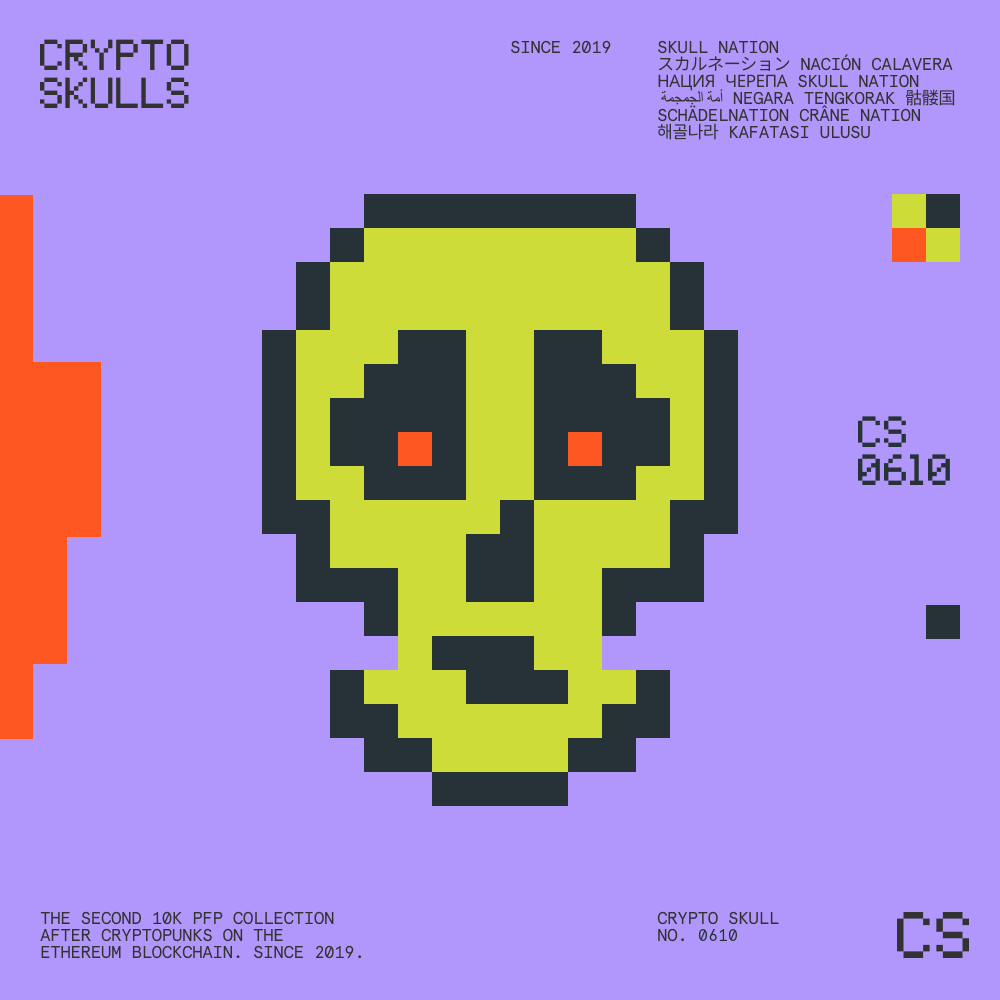 CRYPTO
SKULLS
SINCE 2019
SKULL NATION
スカルネーション NACIÓN CALAVERA
НАЦИЯ ЧЕРЕПА SKULL NATION
أمة الجمجمة NEGARA TENGKORAK 骷髅国
SCHÄDELNATION CRÂNE NATION
해골나라 KAFATASI ULUSU
CS
0610
THE SECOND 10K PFP COLLECTION
AFTER CRYPTOPUNKS ON THE
ETHEREUM BLOCKCHAIN. SINCE 2019.
CRYPTO SKULL
NO. 0610
CS